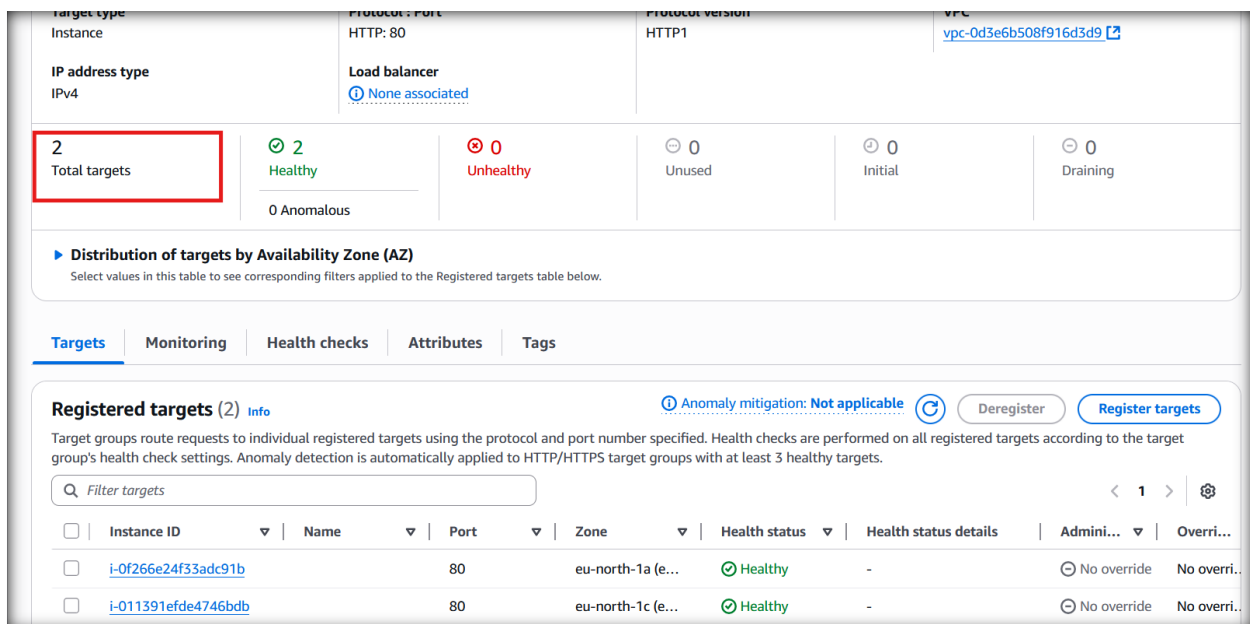 Target type Protocol : Port Protocol version VPC
Instance HTTP: 80 HTTP1 vpc-0d3e6b508f916d3d9
IP address type Load balancer
IPv4 None associated
2 2 0 0 0 0
Total targets Healthy Unhealthy Unused Initial Draining
0 Anomalous
Distribution of targets by Availability Zone (AZ)
Select values in this table to see corresponding filters applied to the Registered targets table below.
Targets Monitoring Health checks Attributes Tags
Registered targets (2) Info Anomaly mitigation: Not applicable Deregister Register targets
Target groups route requests to individual registered targets using the protocol and port number specified. Health checks are performed on all registered targets according to the target
group's health check settings. Anomaly detection is automatically applied to HTTP/HTTPS target groups with at least 3 healthy targets.
Filter targets 1
Instance ID Name Port Zone Health status Health status details Admini... Overri...
i-0f266e24f33adc91b 80 eu-north-1a (e... Healthy - No override No overri...
i-011391efde4746bdb 80 eu-north-1c (e... Healthy - No override No overri...